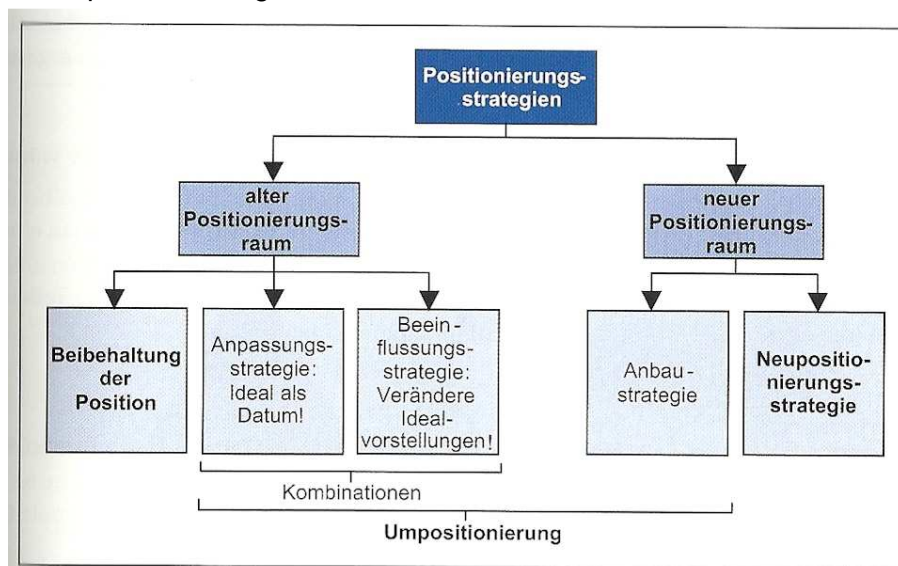 Positionierungs-
strategien
alter
Positionierungs-
raum
neuer
Positionierungs-
raum
Beibehaltung
der
Position
Anpassungs-
strategie:
Ideal als
Datum!
Beein-
flussungs-
strategie:
Verändere
Ideal-
vorstellungen!
Anbau-
strategie
Neupositio-
nierungs-
strategie
Kombinationen
Umpositionierung